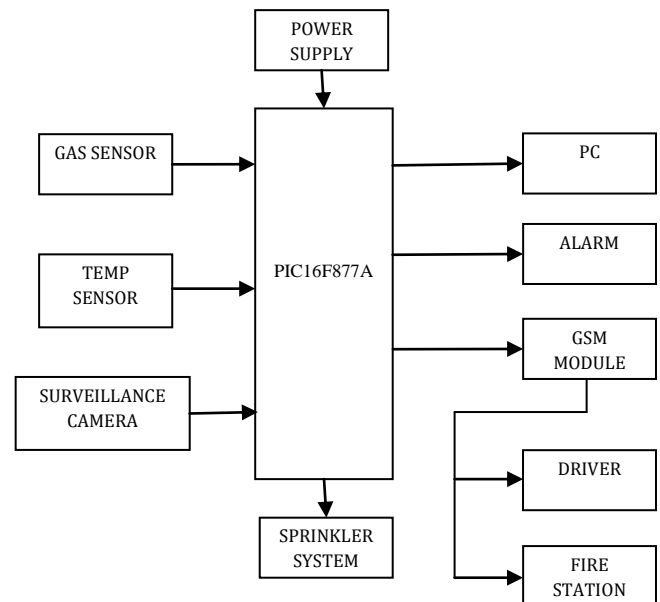 POWER
SUPPLY
GAS SENSOR
PC
ALARM
TEMP
SENSOR
PIC16F877A
GSM
MODULE
SURVEILLANCE
CAMERA
DRIVER
SPRINKLER
SYSTEM
FIRE
STATION